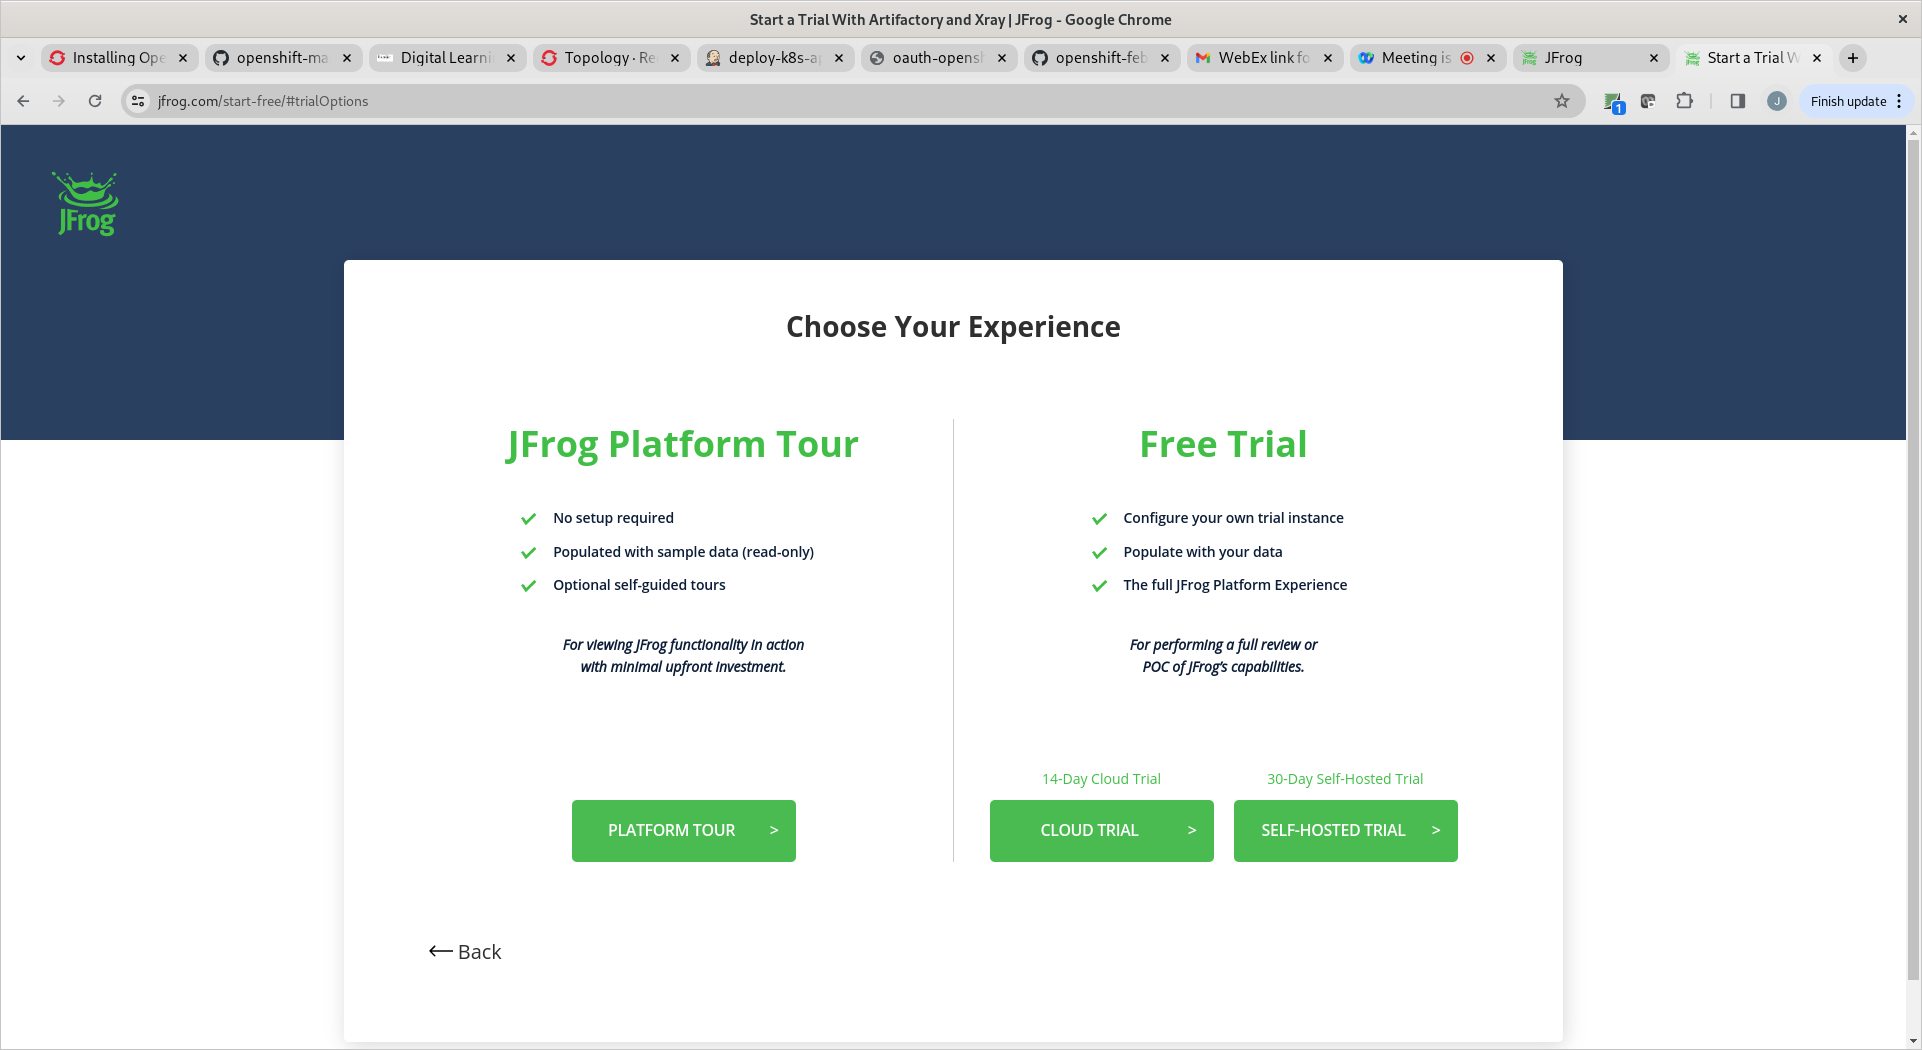 Start a Trial With Artifactory and Xray | JFrog - Google Chrome
Installing Ope
openshift-ma
Digital Learni
Topology · Re
deploy-k8s-ap
oauth-opensh
openshift-feb
WebEx link fo
Meeting is
JFrog
Start a Trial W
jfrog.com/start-free/#trialOptions
1
J
Finish update
JFrog
Choose Your Experience
JFrog Platform Tour
No setup required
Populated with sample data (read-only)
Optional self-guided tours
For viewing JFrog functionality in action
with minimal upfront investment.
PLATFORM TOUR >
Free Trial
Configure your own trial instance
Populate with your data
The full JFrog Platform Experience
For performing a full review or
POC of JFrog's capabilities.
14-Day Cloud Trial
CLOUD TRIAL >
30-Day Self-Hosted Trial
SELF-HOSTED TRIAL >
Back